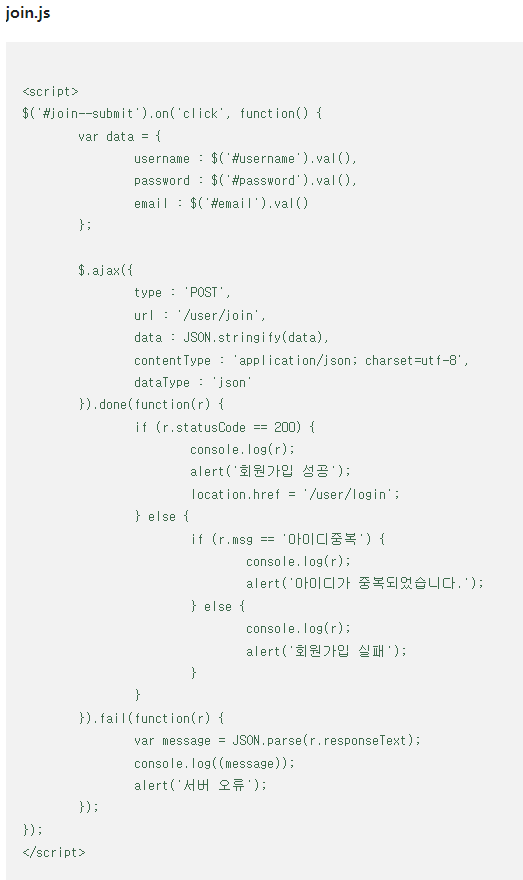 join.js
<script>
$('#join--submit').on('click', function() {
var data = {
username : $('#username').val(),
password : $('#password').val(),
email : $('#email').val()
};
$.ajax({
type : 'POST',
url : '/user/join',
data : JSON.stringify(data),
contentType : 'application/json; charset=utf-8',
dataType : 'json'
}).done(function(r) {
if (r.statusCode == 200) {
console.log(r);
alert('회원가입 성공');
location.href = '/user/login';
} else {
if (r.msg == '아이디중복') {
console.log(r);
alert('아이디가 중복되었습니다.');
} else {
console.log(r);
alert('회원가입 실패');
}
}
}).fail(function(r) {
var message = JSON.parse(r.responseText);
console.log((message));
alert('서버 오류');
});
});
</script>